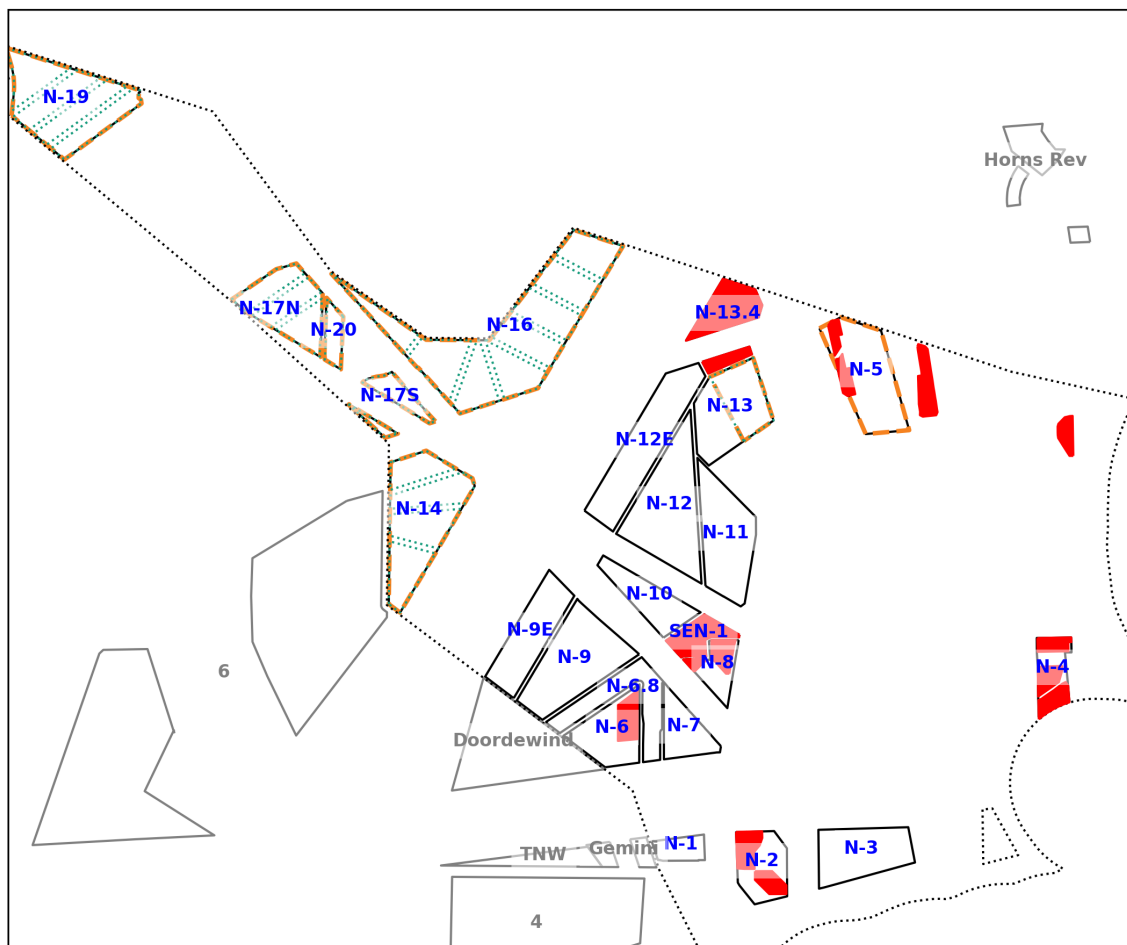 N-19
Horns Rev
N-17N
N-20
N-16
N-13.4
N-5
N-17S
N-13
N-12E
N-14
N-12
N-11
N-10
SEN-1
N-9E
N-9
N-8
N-4
6
N-6.8
N-6
N-7
Doordewind
N-1
Gemini
TNW
N-2
N-3
4